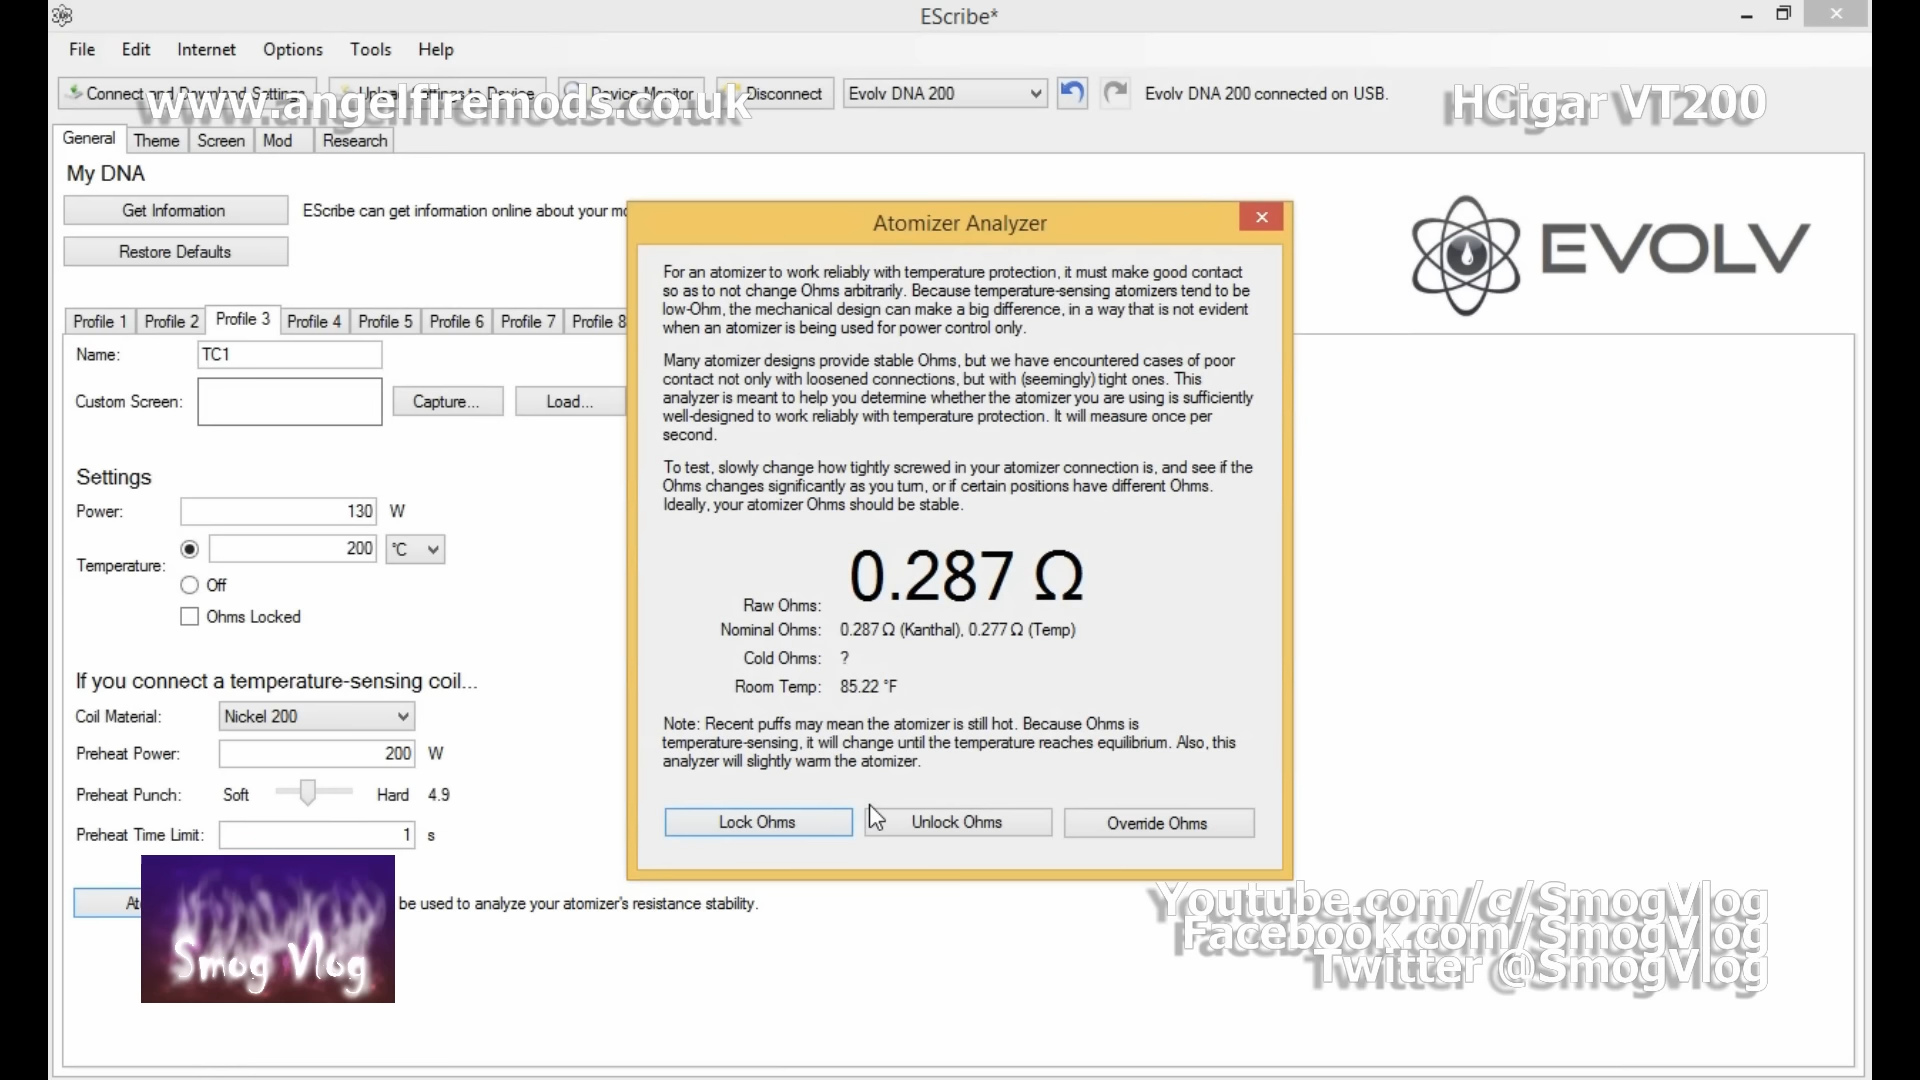 EScribe*
File Edit Internet Options Tools Help
Connect and Download Settings Upload Settings to Device Device Monitor Disconnect Evolv DNA 200 Evolv DNA 200 connected on USB.
www.angelfiremods.co.uk HCigar VT200
General Theme Screen Mod Research
My DNA
Get Information EScribe can get information online about your mo
Restore Defaults
EVOLV
Profile 1 Profile 2 Profile 3 Profile 4 Profile 5 Profile 6 Profile 7 Profile 8
Name: TC1
Custom Screen: Capture... Load...
Settings
Power: 130 W
Temperature: 200 °C
Off
Ohms Locked
If you connect a temperature-sensing coil...
Coil Material: Nickel 200
Preheat Power: 200 W
Preheat Punch: Soft Hard 4.9
Preheat Time Limit: 1 s
be used to analyze your atomizer's resistance stability.
Smog Vlog
Atomizer Analyzer
For an atomizer to work reliably with temperature protection, it must make good contact
so as to not change Ohms arbitrarily. Because temperature-sensing atomizers tend to be
low-Ohm, the mechanical design can make a big difference, in a way that is not evident
when an atomizer is being used for power control only.
Many atomizer designs provide stable Ohms, but we have encountered cases of poor
contact not only with loosened connections, but with (seemingly) tight ones. This
analyzer is meant to help you determine whether the atomizer you are using is sufficiently
well-designed to work reliably with temperature protection. It will measure once per
second.
To test, slowly change how tightly screwed in your atomizer connection is, and see if the
Ohms changes significantly as you turn, or if certain positions have different Ohms.
Ideally, your atomizer Ohms should be stable.
Raw Ohms: 0.287 Ω
Nominal Ohms: 0.287 Ω (Kanthal), 0.277 Ω (Temp)
Cold Ohms: ?
Room Temp: 85.22 °F
Note: Recent puffs may mean the atomizer is still hot. Because Ohms is
temperature-sensing, it will change until the temperature reaches equilibrium. Also, this
analyzer will slightly warm the atomizer.
Lock Ohms Unlock Ohms Override Ohms
Youtube.com/c/SmogVlog
Facebook.com/SmogVlog
Twitter @SmogVlog